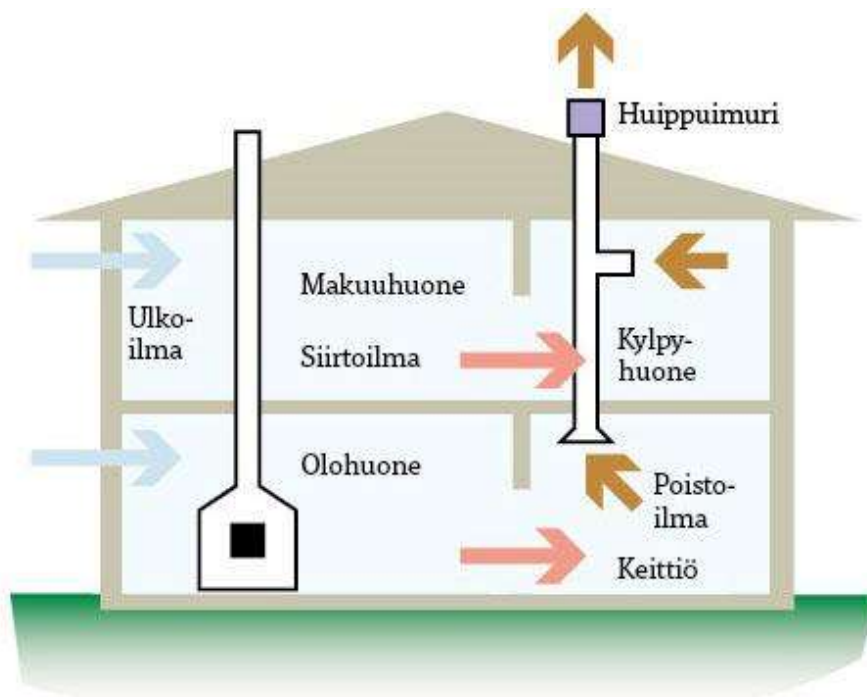 Huippuimuri
Makuuhuone
Ulko-
ilma
Siirtoilma
Kylpy-
huone
Olohuone
Poisto-
ilma
Keittiö